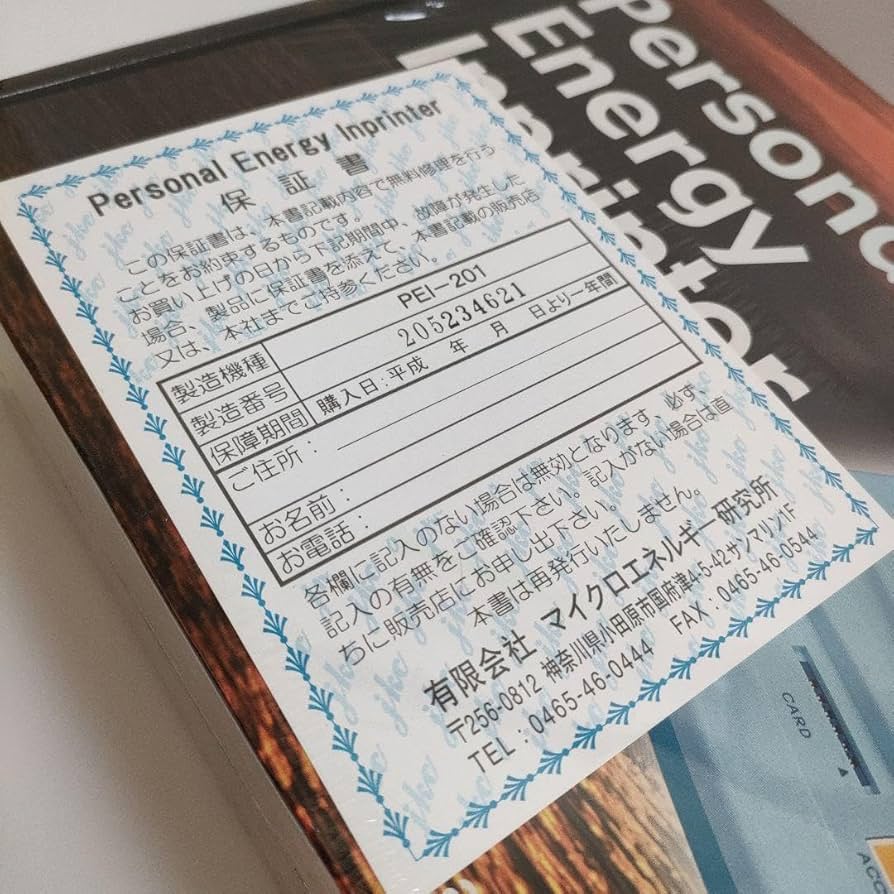 Personal
Energy
Personal Energy Inprinter
保証書
この保証書は、本書記載内容で無料修理を行う
ことをお約束するものです。
お買い上げの日から下記期間中、故障が発生した
場合、製品に保証書を添えて、本書記載の販売店
又は、本社までご持参ください。
製造機種 PEI-201
製造番号 205234621
保障期間 購入日:平成 年 月 日より一年間
ご住所:
お名前:
お電話:
各欄に記入のない場合は無効となります、必ず
記入の有無をご確認下さい。記入がない場合は直
ちに販売店にお申し出下さい。
本書は再発行いたしません。
有限会社 マイクロエネルギー研究所
〒256-0812 神奈川県小田原市国府津4-5-42サンマリン1F
TEL:0465-46-0444 FAX:0465-46-0544
CARD